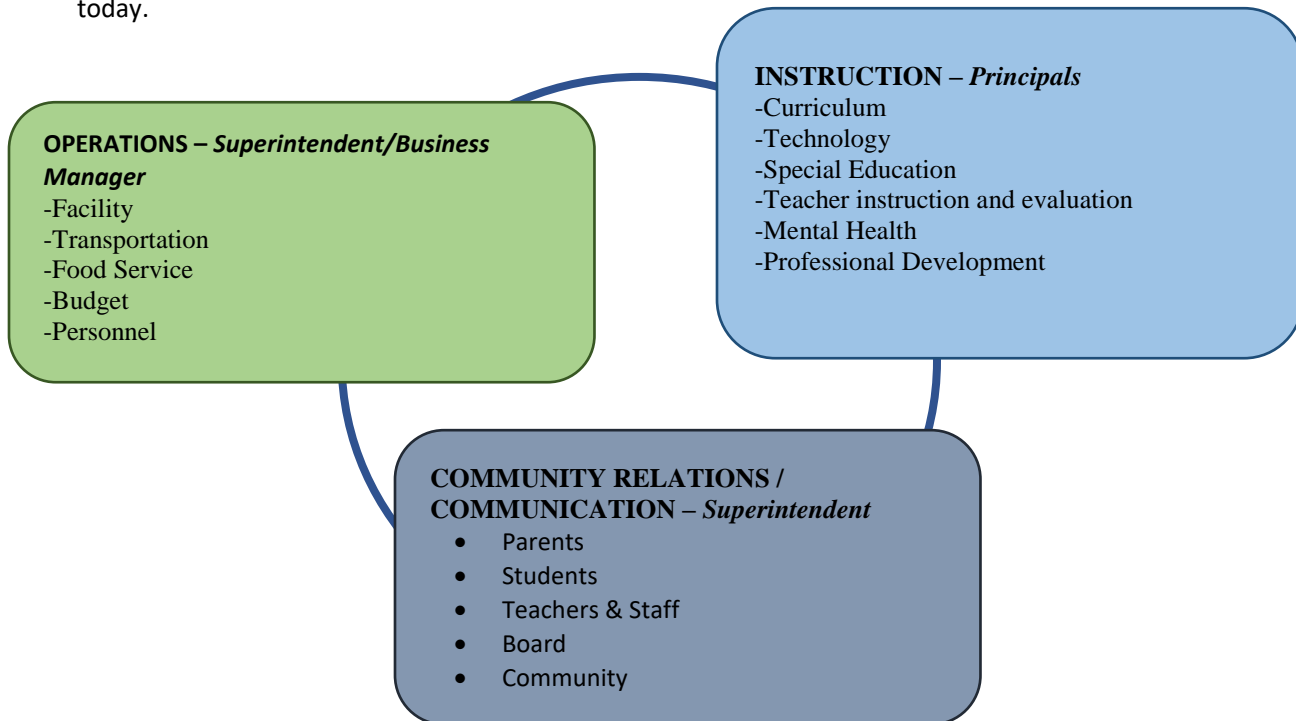 today.
OPERATIONS – Superintendent/Business
Manager
-Facility
-Transportation
-Food Service
-Budget
-Personnel
INSTRUCTION – Principals
-Curriculum
-Technology
-Special Education
-Teacher instruction and evaluation
-Mental Health
-Professional Development
COMMUNITY RELATIONS /
COMMUNICATION – Superintendent
• Parents
• Students
• Teachers & Staff
• Board
• Community